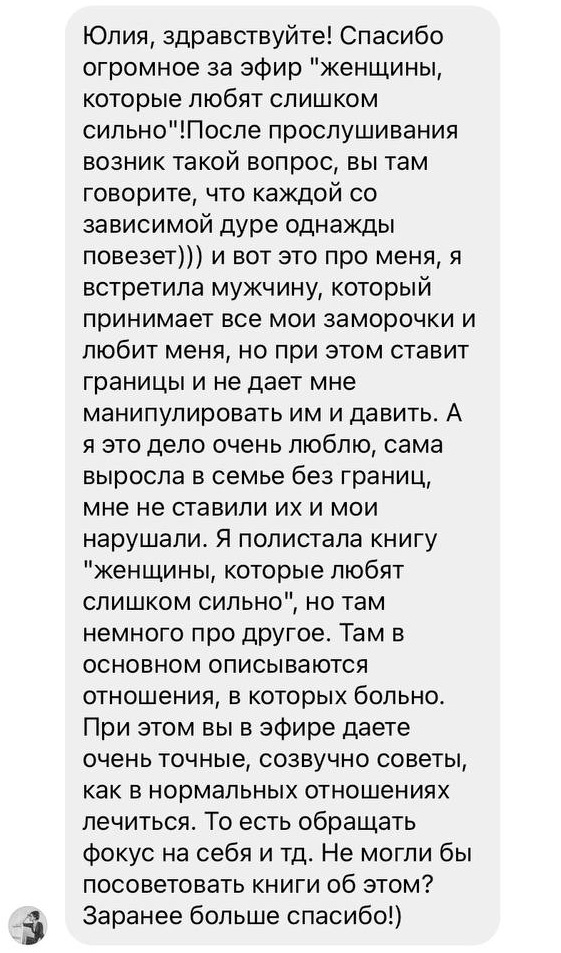 Юлия, здравствуйте! Спасибо
огромное за эфир "женщины,
которые любят слишком
сильно"!После прослушивания
возник такой вопрос, вы там
говорите, что каждой со
зависимой дуре однажды
повезет))) и вот это про меня, я
встретила мужчину, который
принимает все мои заморочки и
любит меня, но при этом ставит
границы и не дает мне
манипулировать им и давить. А
я это дело очень люблю, сама
выросла в семье без границ,
мне не ставили их и мои
нарушали. Я полистала книгу
"женщины, которые любят
слишком сильно", но там
немного про другое. Там в
основном описываются
отношения, в которых больно.
При этом вы в эфире даете
очень точные, созвучно советы,
как в нормальных отношениях
лечиться. То есть обращать
фокус на себя и тд. Не могли бы
посоветовать книги об этом?
Заранее больше спасибо!)